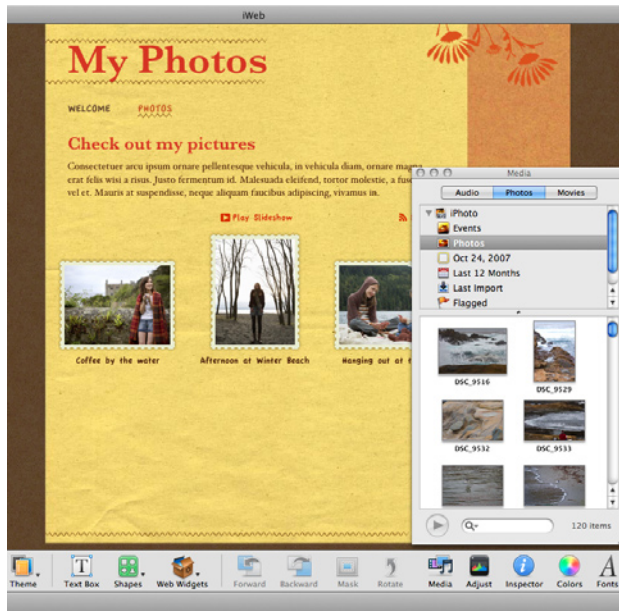 iWeb
My Photos
WELCOME PHOTOS
Check out my pictures
Consectetuer arcu ipsum ornare pellentesque vehicula, in vehicula diam, ornare magna
erat felis wisi a risus. Justo fermentum id. Malesuada eleifend, tortor molestie, a
vel et. Mauris at suspendisse, neque aliquam faucibus adipiscing, vivamus in.
Play Slideshow
Coffee by the water
Afternoon at Winter Beach
Hanging out at
Media
Audio Photos Movies
iPhoto
Events
Photos
Oct 24, 2007
Last 12 Months
Last Import
Flagged
DSC_9516 DSC_9529
DSC_9532 DSC_9533
120 items
Theme Text Box Shapes Web Widgets Forward Backward Mask Rotate Media Adjust Inspector Colors Fonts